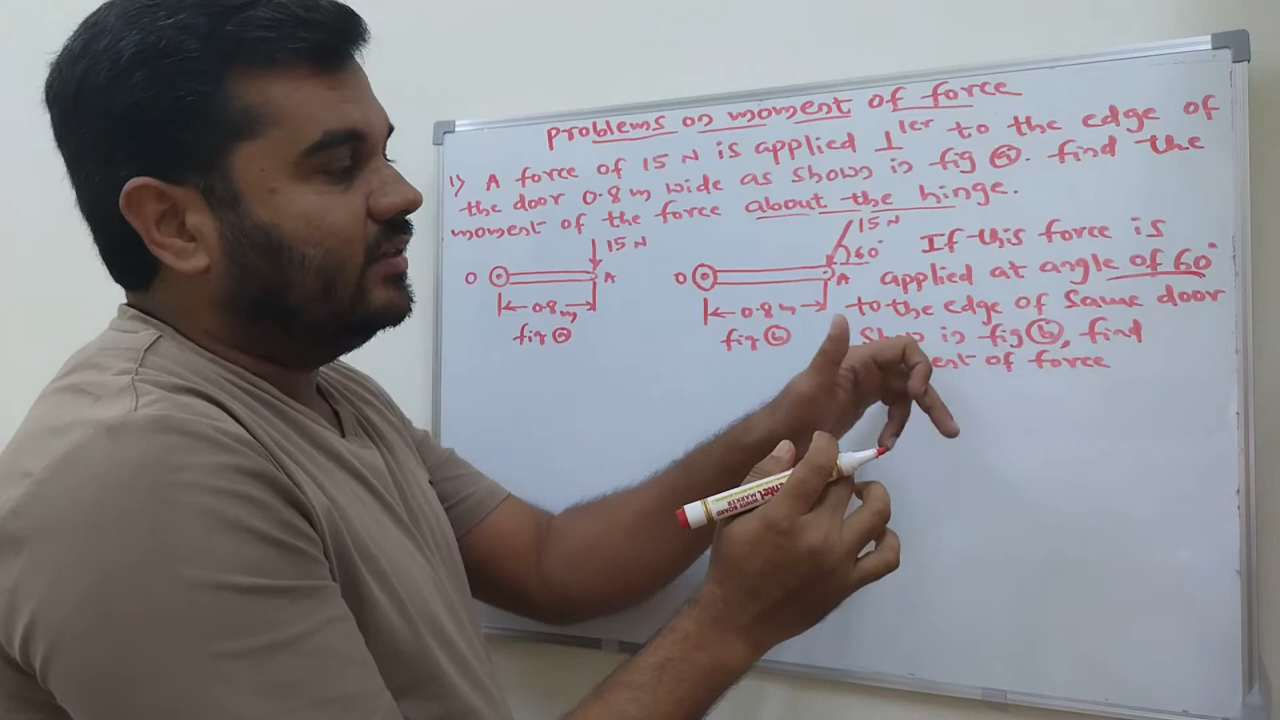 problems on moment of force
1) A force of 15 N is applied ⊥ler to the edge of
the door 0.8 m wide as shown in fig ⓐ. find the
moment of the force about the hinge.
15 N
O A
0.8 m
fig ⓐ
15 N
60°
O A
0.8 m
fig ⓑ
If this force is
applied at angle of 60°
to the edge of same door
show in fig ⓑ, find
ent of force
WHITE BOARD
MARKER